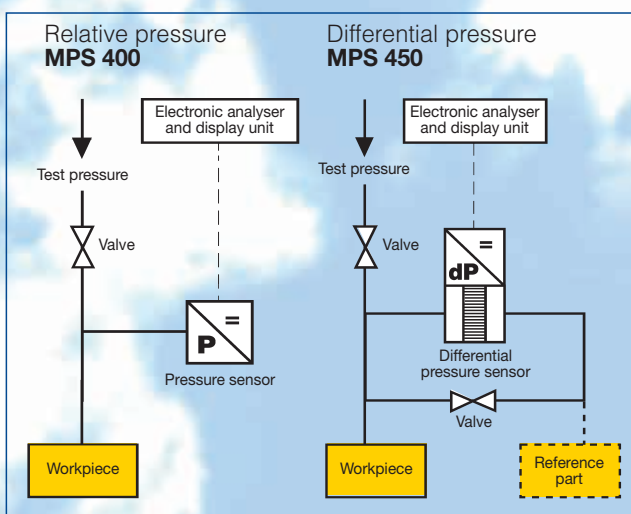 Relative pressure
MPS 400
Electronic analyser
and display unit
Test pressure
Valve
=
P
Pressure sensor
Workpiece
Differential pressure
MPS 450
Electronic analyser
and display unit
Test pressure
Valve
=
dP
Differential
pressure sensor
Valve
Workpiece
Reference
part